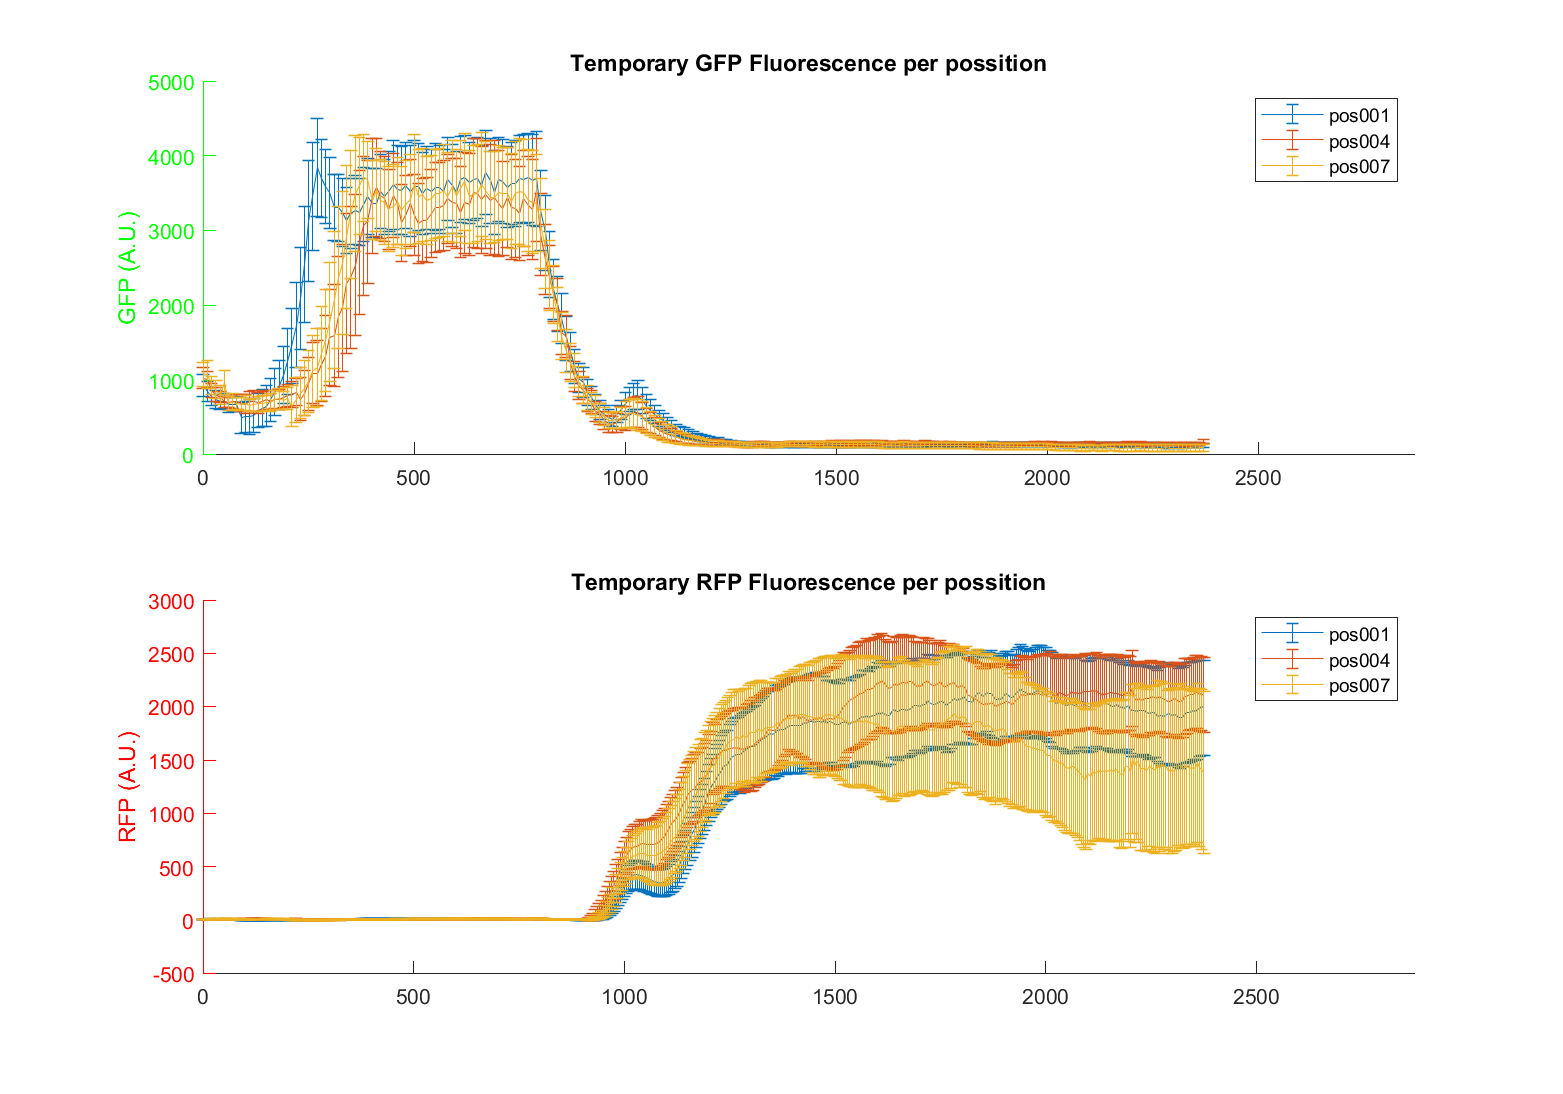 Temporary GFP Fluorescence per possition
GFP (A.U.)
5000
4000
3000
2000
1000
0
0 500 1000 1500 2000 2500
pos001
pos004
pos007
Temporary RFP Fluorescence per possition
RFP (A.U.)
3000
2500
2000
1500
1000
500
0
-500
0 500 1000 1500 2000 2500
pos001
pos004
pos007